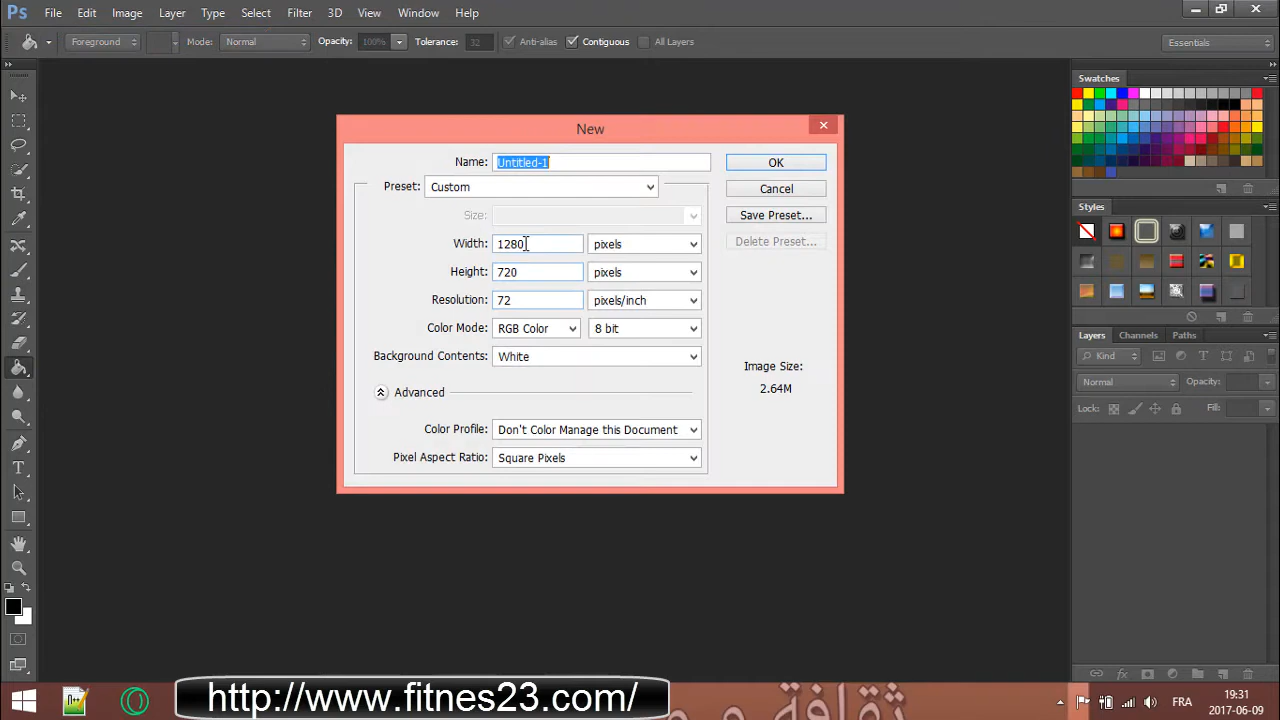 Ps File Edit Image Layer Type Select Filter 3D View Window Help
Foreground Mode: Normal Opacity: 100% Tolerance: 32 Anti-alias Contiguous All Layers Essentials
Swatches
New
Name: Untitled-1 OK
Preset: Custom Cancel
Size: Save Preset...
Width: 1280 pixels Delete Preset...
Height: 720 pixels
Resolution: 72 pixels/inch
Color Mode: RGB Color 8 bit
Background Contents: White
Image Size:
2.64M
Advanced
Color Profile: Don't Color Manage this Document
Pixel Aspect Ratio: Square Pixels
Styles
Layers Channels Paths
Kind
Normal Opacity:
Lock: Fill:
http://www.fitnes23.com/
ثقافة و
FRA
19:31
2017-06-09